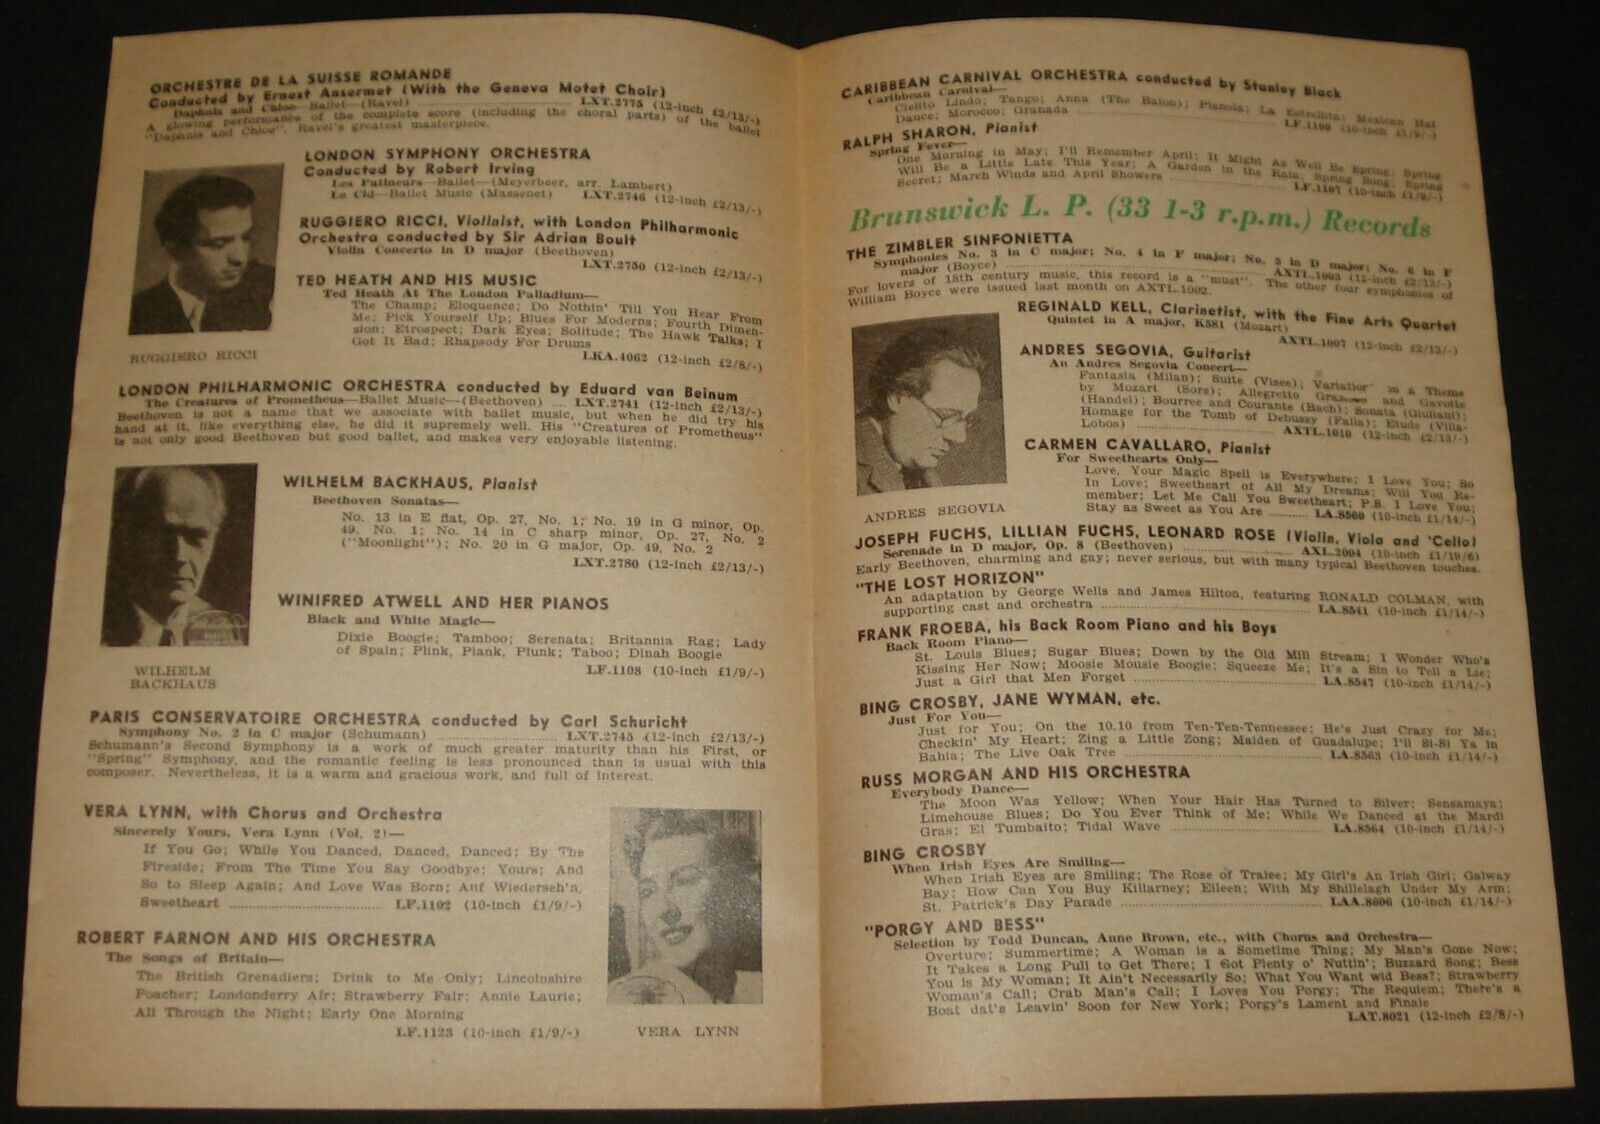 ORCHESTRE DE LA SUISSE ROMANDE
Conducted by Ernest Ansermet (With the Geneva Motet Choir)
Daphnis and Chloe—Ballet—(Ravel) .......... LXT.2775 (12-inch £2/13/-)
A glowing performance of the complete score (including the choral parts) of the ballet
"Daphnis and Chloe". Ravel's greatest masterpiece.
LONDON SYMPHONY ORCHESTRA
Conducted by Robert Irving
Les Patineurs—Ballet—(Meyerbeer, arr. Lambert)
Le Cid—Ballet Music (Massenet) LXT.2746 (12-inch £2/13/-)
RUGGIERO RICCI, Violinist, with London Philharmonic
Orchestra conducted by Sir Adrian Boult
Violin Concerto in D major (Beethoven)
LXT.2750 (12-inch £2/13/-)
TED HEATH AND HIS MUSIC
Ted Heath At The London Palladium—
The Champ; Eloquence; Do Nothin' Till You Hear From
Me; Pick Yourself Up; Blues For Moderns; Fourth Dimen-
sion; Etrospect; Dark Eyes; Solitude; The Hawk Talks; I
Got It Bad; Rhapsody For Drums
LKA.4062 (12-inch £2/8/-)
RUGGIERO RICCI
LONDON PHILHARMONIC ORCHESTRA conducted by Eduard van Beinum
The Creatures of Prometheus—Ballet Music—(Beethoven) .. LXT.2741 (12-inch £2/13/-)
Beethoven is not a name that we associate with ballet music, but when he did try his
hand at it, like everything else, he did it supremely well. His "Creatures of Prometheus"
is not only good Beethoven but good ballet, and makes very enjoyable listening.
WILHELM BACKHAUS, Pianist
Beethoven Sonatas—
No. 13 in E flat, Op. 27, No. 1; No. 19 in G minor, Op.
49, No. 1; No. 14 in C sharp minor, Op. 27, No. 2
("Moonlight"); No. 20 in G major, Op. 49, No. 2
LXT.2780 (12-inch £2/13/-)
WINIFRED ATWELL AND HER PIANOS
Black and White Magic—
Dixie Boogie; Tamboo; Serenata; Britannia Rag; Lady
of Spain; Plink, Plank, Plunk; Taboo; Dinah Boogie
LF.1108 (10-inch £1/9/-)
WILHELM
BACKHAUS
PARIS CONSERVATOIRE ORCHESTRA conducted by Carl Schuricht
Symphony No. 2 in C major (Schumann) .......... LXT.2745 (12-inch £2/13/-)
Schumann's Second Symphony is a work of much greater maturity than his First, or
"Spring" Symphony, and the romantic feeling is less pronounced than is usual with this
composer. Nevertheless, it is a warm and gracious work, and full of interest.
VERA LYNN, with Chorus and Orchestra
Sincerely Yours, Vera Lynn (Vol. 2)—
If You Go; While You Danced, Danced, Danced; By The
Fireside; From The Time You Say Goodbye; Yours; And
So to Sleep Again; And Love Was Born; Auf Wiederseh'n,
Sweetheart .......... LF.1102 (10-inch £1/9/-)
ROBERT FARNON AND HIS ORCHESTRA
The Songs of Britain—
The British Grenadiers; Drink to Me Only; Lincolnshire
Poacher; Londonderry Air; Strawberry Fair; Annie Laurie;
All Through the Night; Early One Morning
LF.1123 (10-inch £1/9/-)
VERA LYNN
CARIBBEAN CARNIVAL ORCHESTRA conducted by Stanley Black
Caribbean Carnival—
Cielito Lindo; Tango; Anna (The Baion); Pianola; La Estrellita; Mexican Hat
Dance; Morocco; Granada .......... LF.1109 (10-inch £1/9/-)
RALPH SHARON, Pianist
Spring Fever—
One Morning in May; I'll Remember April; It Might As Well Be Spring; Spring
Will Be a Little Late This Year; A Garden in the Rain; Spring Song; Spring
Secret; March Winds and April Showers .......... LF.1107 (10-inch £1/9/-)
Brunswick L. P. (33 1-3 r.p.m.) Records
THE ZIMBLER SINFONIETTA
Symphonies No. 3 in C major; No. 4 in F major; No. 5 in D major; No. 6 in F
major (Boyce) .......... AXTL.1003 (12-inch £2/13/-)
For lovers of 18th century music, this record is a "must". The other four symphonies of
William Boyce were issued last month on AXTL.1002.
REGINALD KELL, Clarinetist, with the Fine Arts Quartet
Quintet in A major, K581 (Mozart)
AXTL.1007 (12-inch £2/13/-)
ANDRES SEGOVIA, Guitarist
An Andres Segovia Concert—
Fantasia (Milan); Suite (Visee); Variation on a Theme
by Mozart (Sors); Allegretto Grazioso and Gavotte
(Handel); Bourree and Courante (Bach); Sonata (Giuliani);
Homage for the Tomb of Debussy (Falla); Etude (Villa-
Lobos) .......... AXTL.1010 (12-inch £2/13/-)
CARMEN CAVALLARO, Pianist
For Sweethearts Only—
Love, Your Magic Spell is Everywhere; I Love You; So
In Love; Sweetheart of All My Dreams; Will You Re-
member; Let Me Call You Sweetheart; P.S. I Love You;
Stay as Sweet as You Are .......... LA.8560 (10-inch £1/14/-)
ANDRES SEGOVIA
JOSEPH FUCHS, LILLIAN FUCHS, LEONARD ROSE (Violin, Viola and 'Cello)
Serenade in D major, Op. 8 (Beethoven) .......... AXL.2004 (10-inch £1/19/6)
Early Beethoven, charming and gay; never serious, but with many typical Beethoven touches.
"THE LOST HORIZON"
An adaptation by George Wells and James Hilton, featuring RONALD COLMAN, with
supporting cast and orchestra .......... LA.8541 (10-inch £1/14/-)
FRANK FROEBA, his Back Room Piano and his Boys
Back Room Piano—
St. Louis Blues; Sugar Blues; Down by the Old Mill Stream; I Wonder Who's
Kissing Her Now; Moosie Mousie Boogie; Squeeze Me; It's a Sin to Tell a Lie;
Just a Girl that Men Forget .......... LA.8547 (10-inch £1/14/-)
BING CROSBY, JANE WYMAN, etc.
Just For You—
Just for You; On the 10.10 from Ten-Ten-Tennessee; He's Just Crazy for Me;
Checkin' My Heart; Zing a Little Zong; Maiden of Guadalupe; I'll Si-Si Ya in
Bahia; The Live Oak Tree .......... LA.8563 (10-inch £1/14/-)
RUSS MORGAN AND HIS ORCHESTRA
Everybody Dance—
The Moon Was Yellow; When Your Hair Has Turned to Silver; Sensamaya;
Limehouse Blues; Do You Ever Think of Me; While We Danced at the Mardi
Gras; El Tumbaito; Tidal Wave .......... LA.8564 (10-inch £1/14/-)
BING CROSBY
When Irish Eyes Are Smiling—
When Irish Eyes are Smiling; The Rose of Tralee; My Girl's An Irish Girl; Galway
Bay; How Can You Buy Killarney; Eileen; With My Shillelagh Under My Arm;
St. Patrick's Day Parade .......... LAA.8606 (10-inch £1/14/-)
"PORGY AND BESS"
Selection by Todd Duncan, Anne Brown, etc., with Chorus and Orchestra—
Overture; Summertime; A Woman is a Sometime Thing; My Man's Gone Now;
It Takes a Long Pull to Get There; I Got Plenty o' Nuttin'; Buzzard Song; Bess
You is My Woman; It Ain't Necessarily So; What You Want wid Bess?; Strawberry
Woman's Call; Crab Man's Call; I Loves You Porgy; The Requiem; There's a
Boat dat's Leavin' Soon for New York; Porgy's Lament and Finale
LAT.8021 (12-inch £2/8/-)